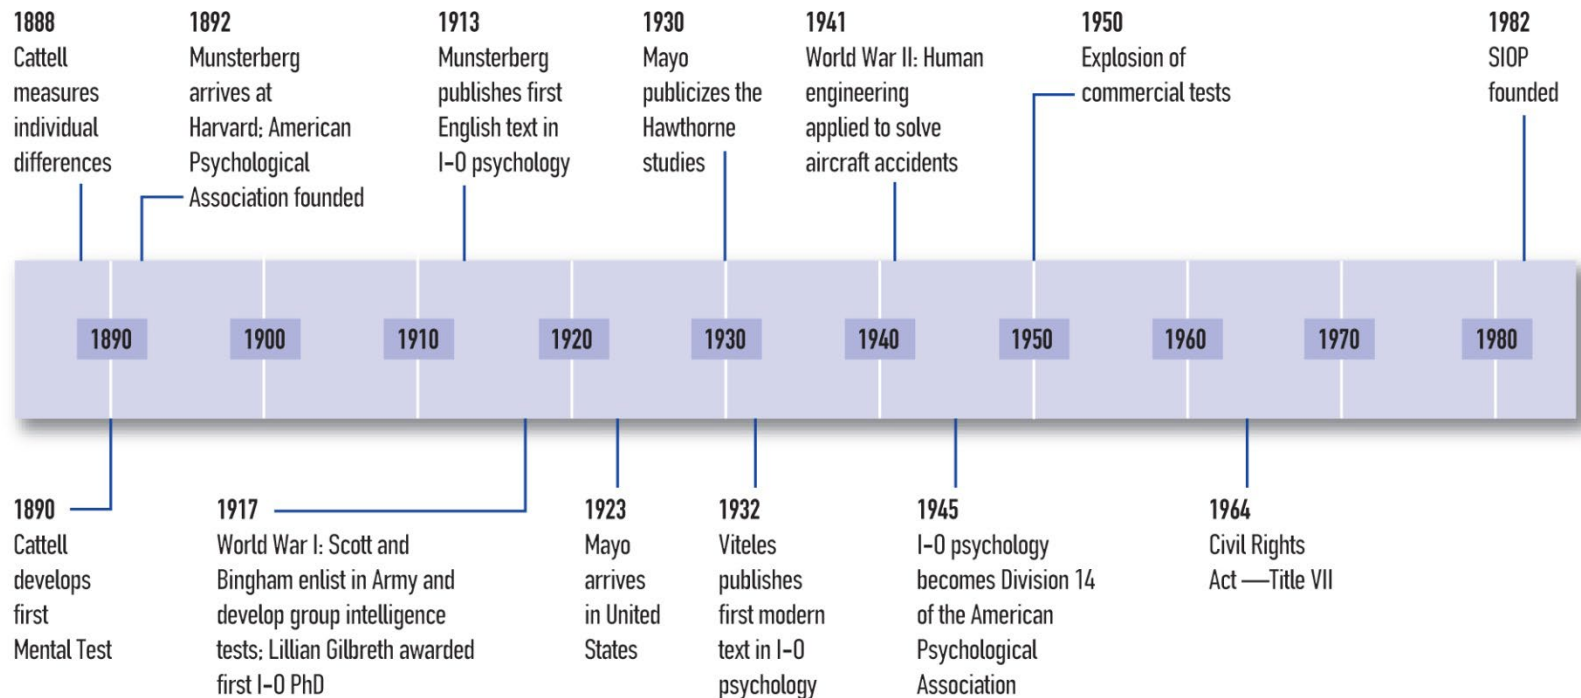 1888
Cattell
measures
individual
differences
1892
Munsterberg
arrives at
Harvard; American
Psychological
Association founded
1913
Munsterberg
publishes first
English text in
I-O psychology
1930
Mayo
publicizes the
Hawthorne
studies
1941
World War II: Human
engineering
applied to solve
aircraft accidents
1950
Explosion of
commercial tests
1982
SIOP
founded
1890
1900
1910
1920
1930
1940
1950
1960
1970
1980
1890
Cattell
develops
first
Mental Test
1917
World War I: Scott and
Bingham enlist in Army and
develop group intelligence
tests; Lillian Gilbreth awarded
first I-O PhD
1923
Mayo
arrives
in United
States
1932
Viteles
publishes
first modern
text in I-O
psychology
1945
I-O psychology
becomes Division 14
of the American
Psychological
Association
1964
Civil Rights
Act —Title VII